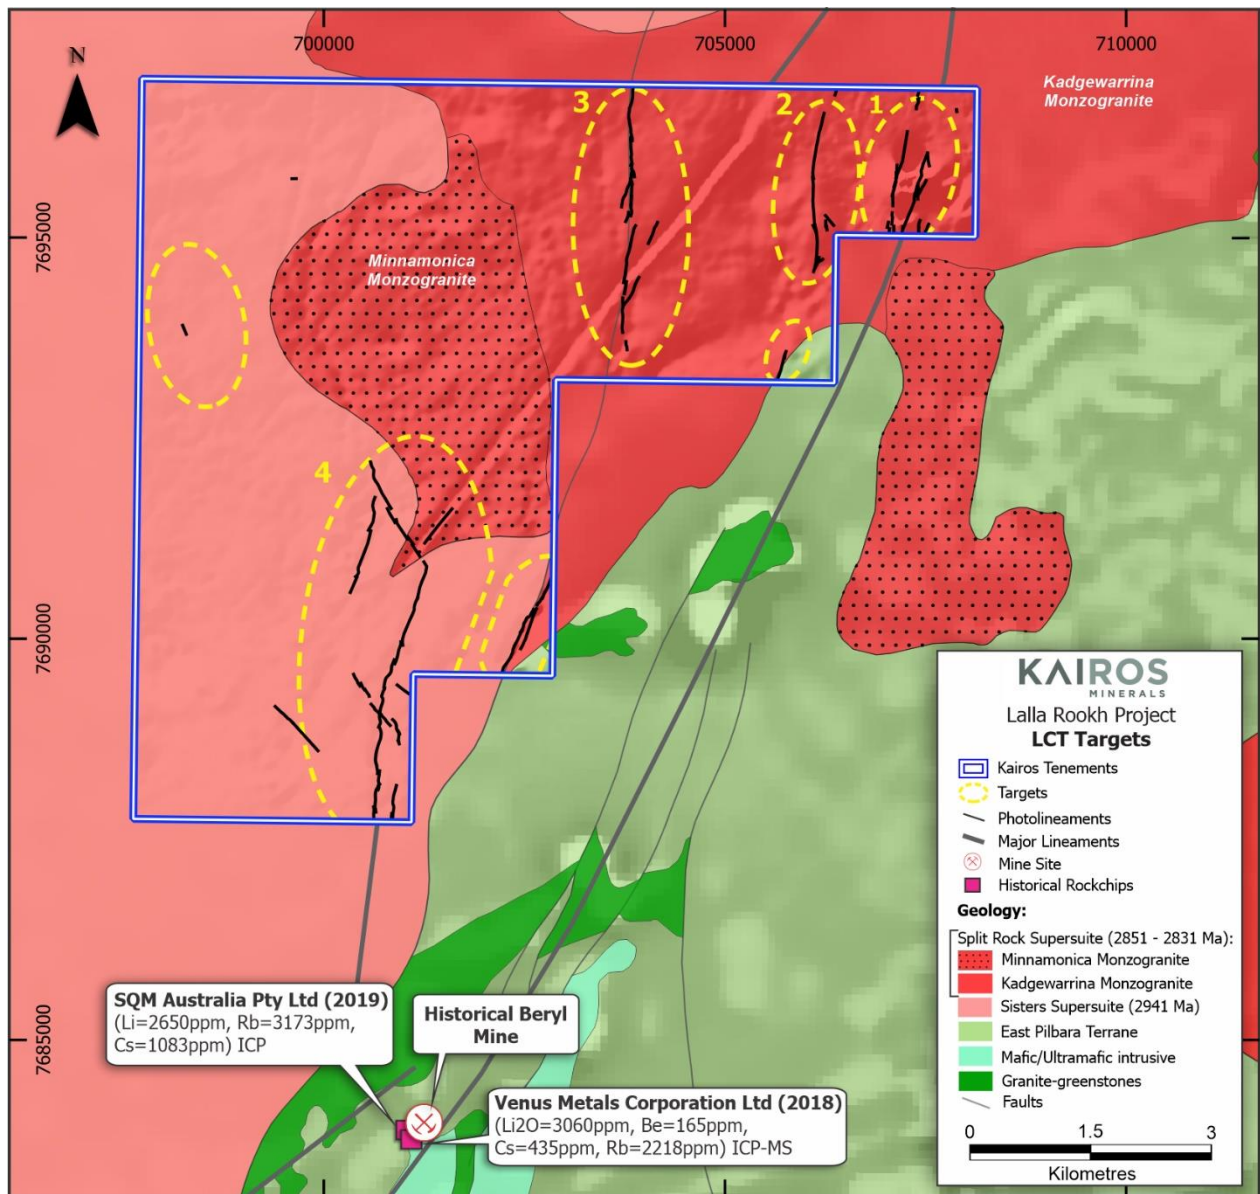 700000
705000
710000
N
Kadgewarrina
Monzogranite
3
2
1
7695000
Minnamonica
Monzogranite
4
7690000
7685000
KAIROS
MINERALS
Lalla Rookh Project
LCT Targets
Kairos Tenements
Targets
Photolineaments
Major Lineaments
Mine Site
Historical Rockchips
Geology:
Split Rock Supersuite (2851 - 2831 Ma):
Minnamonica Monzogranite
Kadgewarrina Monzogranite
Sisters Supersuite (2941 Ma)
East Pilbara Terrane
Mafic/Ultramafic intrusive
Granite-greenstones
Faults
0 1.5 3
Kilometres
SQM Australia Pty Ltd (2019)
(Li=2650ppm, Rb=3173ppm,
Cs=1083ppm) ICP
Historical Beryl
Mine
Venus Metals Corporation Ltd (2018)
(Li2O=3060ppm, Be=165ppm,
Cs=435ppm, Rb=2218ppm) ICP-MS